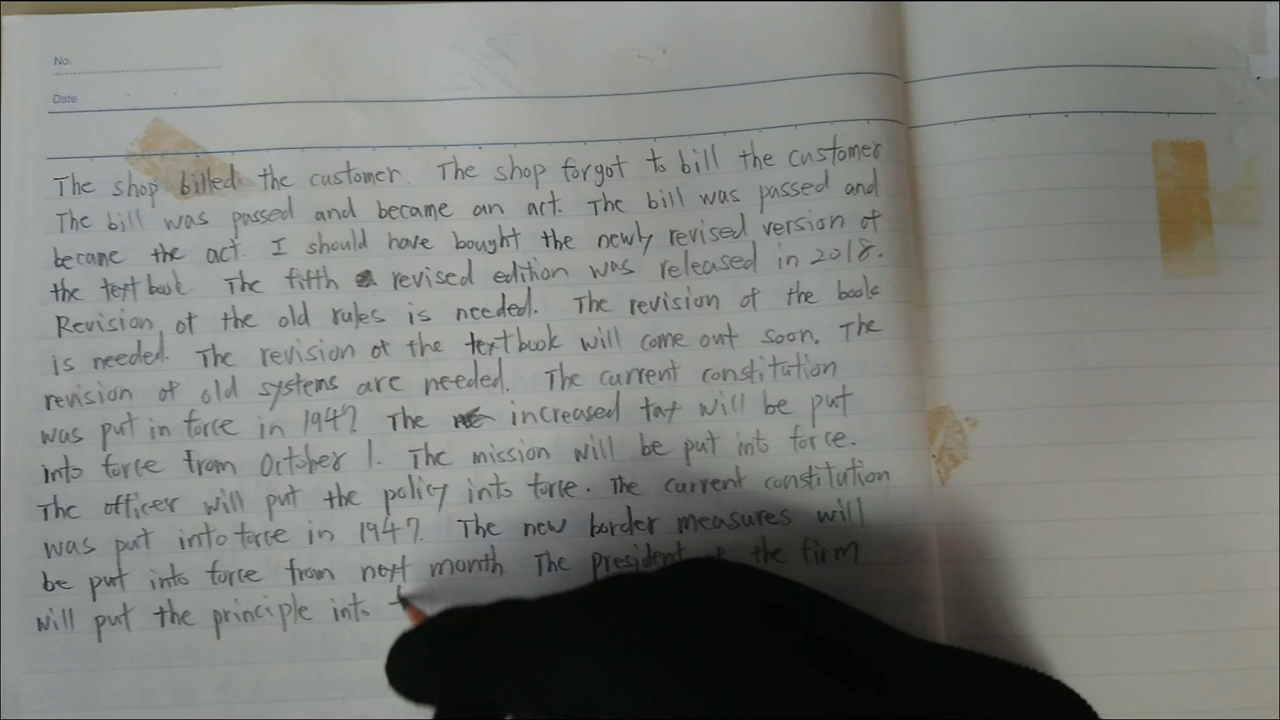 No.
Date
The shop billed the customer. The shop forgot to bill the customer
The bill was passed and became an act. The bill was passed and
became the act. I should have bought the newly revised version of
the textbook. The fifth revised edition was released in 2018.
Revision of the old rules is needed. The revision of the book
is needed. The revision of the textbook will come out soon. The
revision of old systems are needed. The current constitution
was put in force in 1947 The increased tax will be put
into force from October 1. The mission will be put into force.
The officer will put the policy into force. The current constitution
was put into force in 1947. The new border measures will
be put into force from next month. The president the firm
will put the principle into